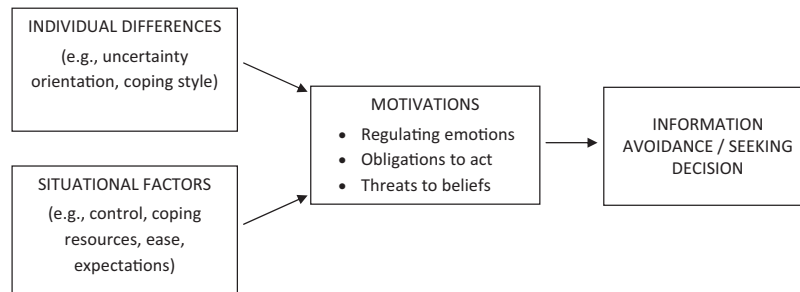 INDIVIDUAL DIFFERENCES
(e.g., uncertainty
orientation, coping style)
SITUATIONAL FACTORS
(e.g., control, coping
resources, ease,
expectations)
MOTIVATIONS
• Regulating emotions
• Obligations to act
• Threats to beliefs
INFORMATION
AVOIDANCE / SEEKING
DECISION